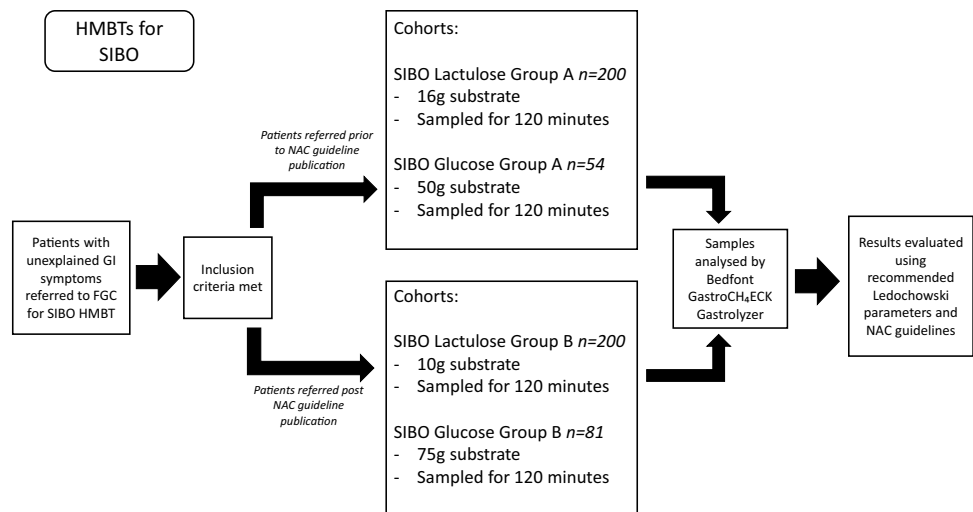 HMBTs for
SIBO
Patients with
unexplained GI
symptoms
referred to FGC
for SIBO HMBT
Inclusion
criteria met
Patients referred prior
to NAC guideline
publication
Cohorts:
SIBO Lactulose Group A n=200
- 16g substrate
- Sampled for 120 minutes
SIBO Glucose Group A n=54
- 50g substrate
- Sampled for 120 minutes
Patients referred post
NAC guideline
publication
Cohorts:
SIBO Lactulose Group B n=200
- 10g substrate
- Sampled for 120 minutes
SIBO Glucose Group B n=81
- 75g substrate
- Sampled for 120 minutes
Samples
analysed by
Bedfont
GastroCH₄ECK
Gastrolyzer
Results evaluated
using
recommended
Ledochowski
parameters and
NAC guidelines